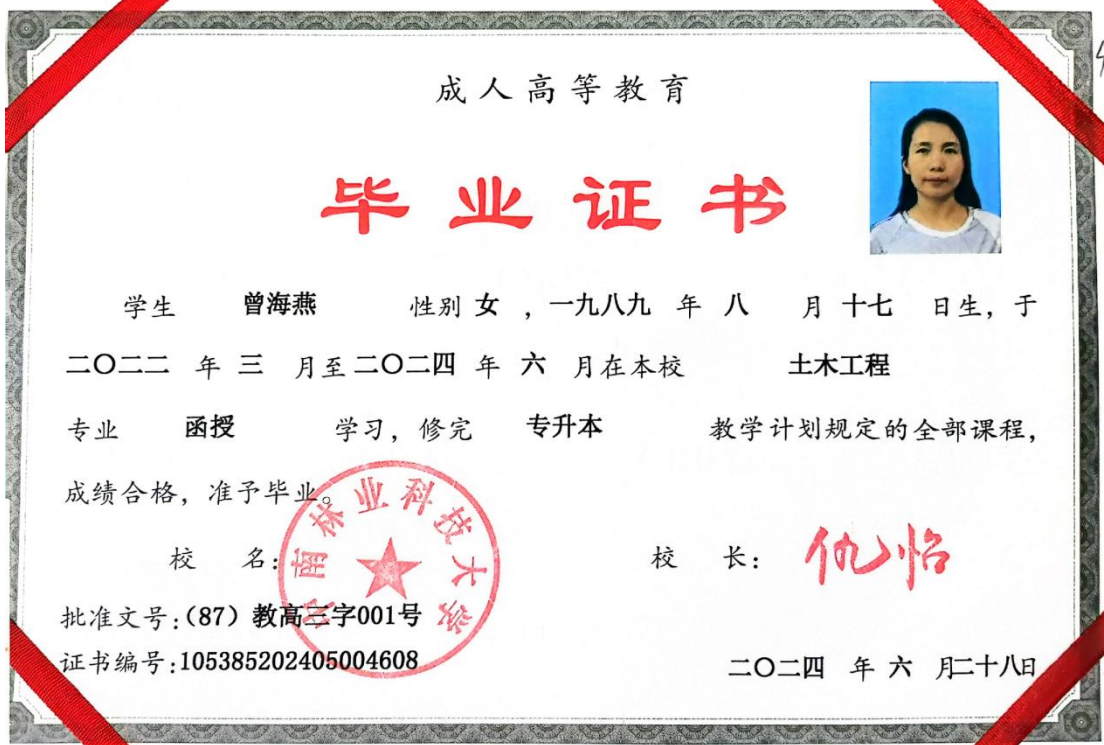 成人高等教育
毕业证书
学生 曾海燕 性别 女 ，一九八九 年 八 月 十七 日生，于
二〇二二 年 三 月至 二〇二四 年 六 月在本校 土木工程
专业 函授 学习，修完 专升本 教学计划规定的全部课程，
成绩合格，准予毕业。
校 名：
中南林业科技大学
校 长：
仇怡
批准文号：(87) 教高三字001号
证书编号：105385202405004608
二〇二四 年 六 月二十八日